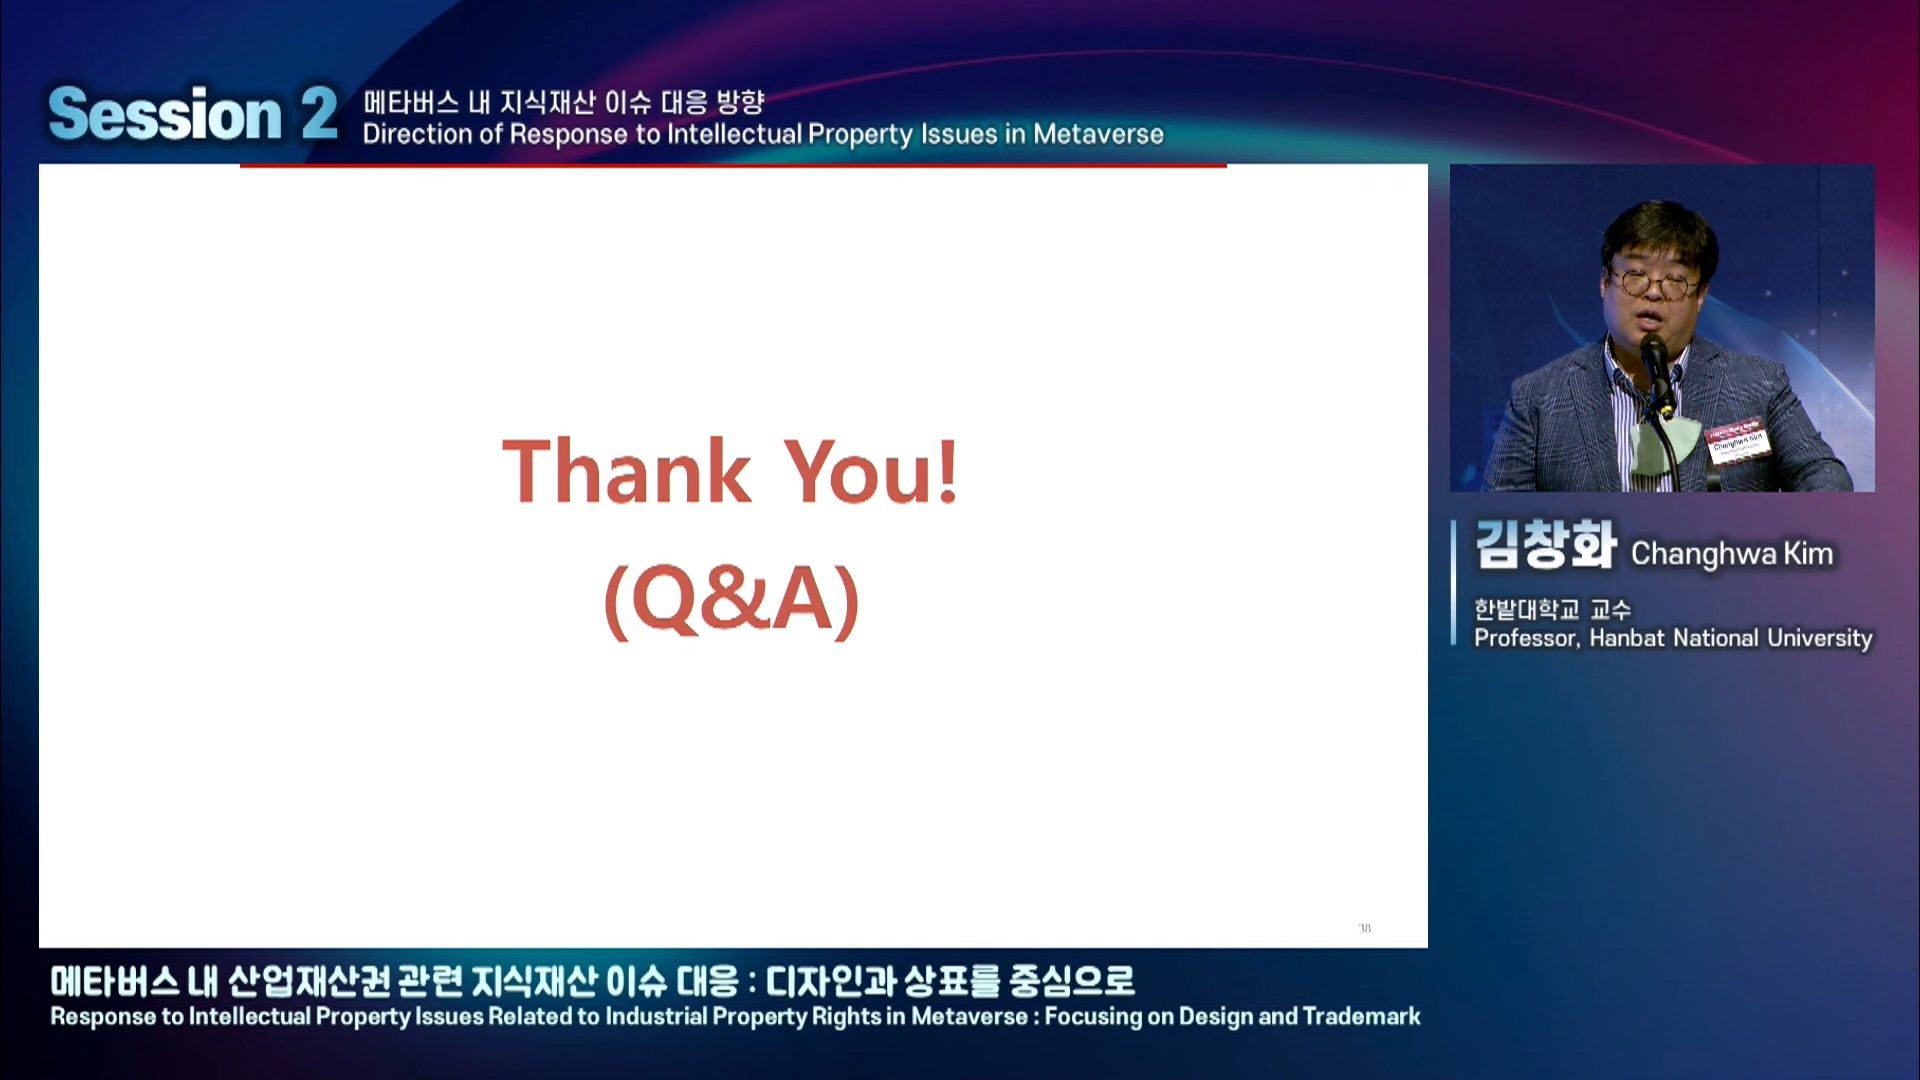 Session 2
메타버스 내 지식재산 이슈 대응 방향
Direction of Response to Intellectual Property Issues in Metaverse
Thank You!
(Q&A)
Changhwa Kim
김창화 Changhwa Kim
한밭대학교 교수
Professor, Hanbat National University
메타버스 내 산업재산권 관련 지식재산 이슈 대응 : 디자인과 상표를 중심으로
Response to Intellectual Property Issues Related to Industrial Property Rights in Metaverse : Focusing on Design and Trademark